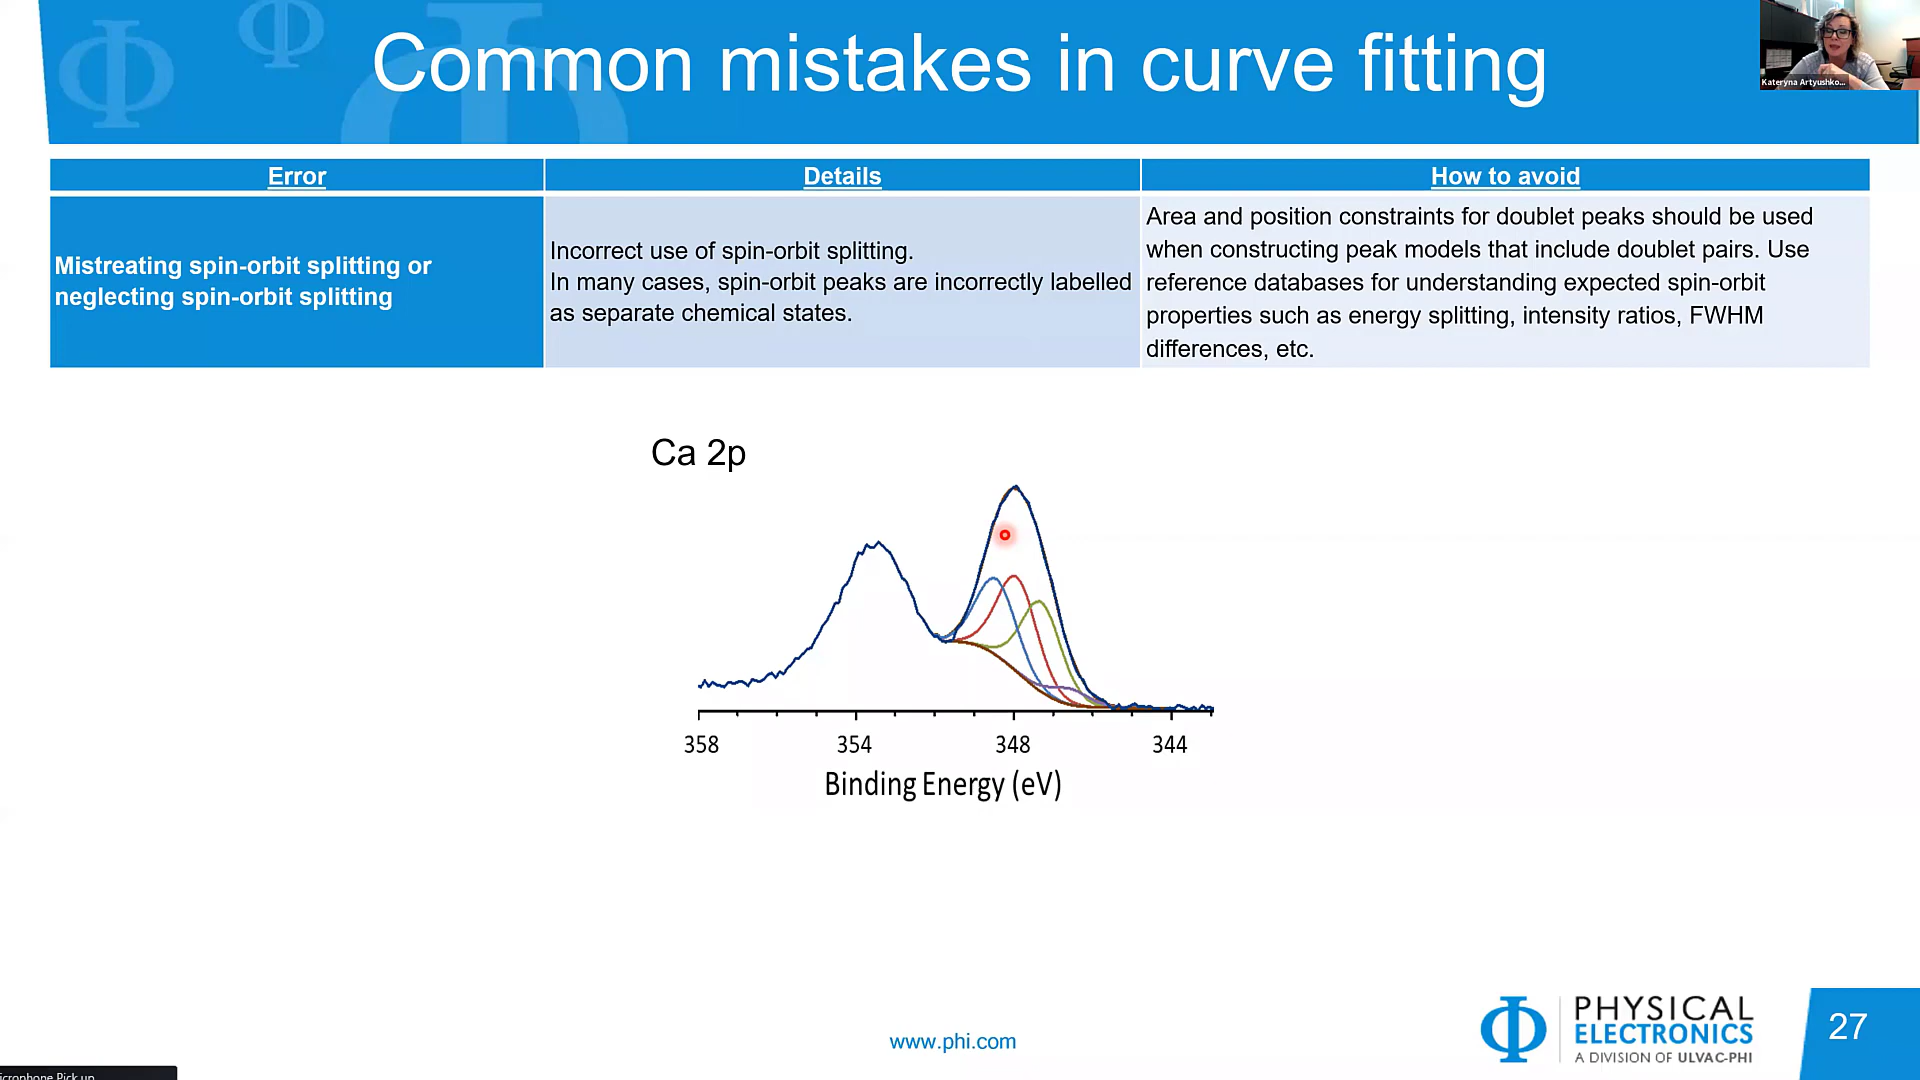 Common mistakes in curve fitting
Kateryna Artyushko...
Error
Details
How to avoid
Mistreating spin-orbit splitting or
neglecting spin-orbit splitting
Incorrect use of spin-orbit splitting.
In many cases, spin-orbit peaks are incorrectly labelled
as separate chemical states.
Area and position constraints for doublet peaks should be used
when constructing peak models that include doublet pairs. Use
reference databases for understanding expected spin-orbit
properties such as energy splitting, intensity ratios, FWHM
differences, etc.
Ca 2p
358 354 348 344
Binding Energy (eV)
www.phi.com
PHYSICAL
ELECTRONICS
A DIVISION OF ULVAC-PHI
27